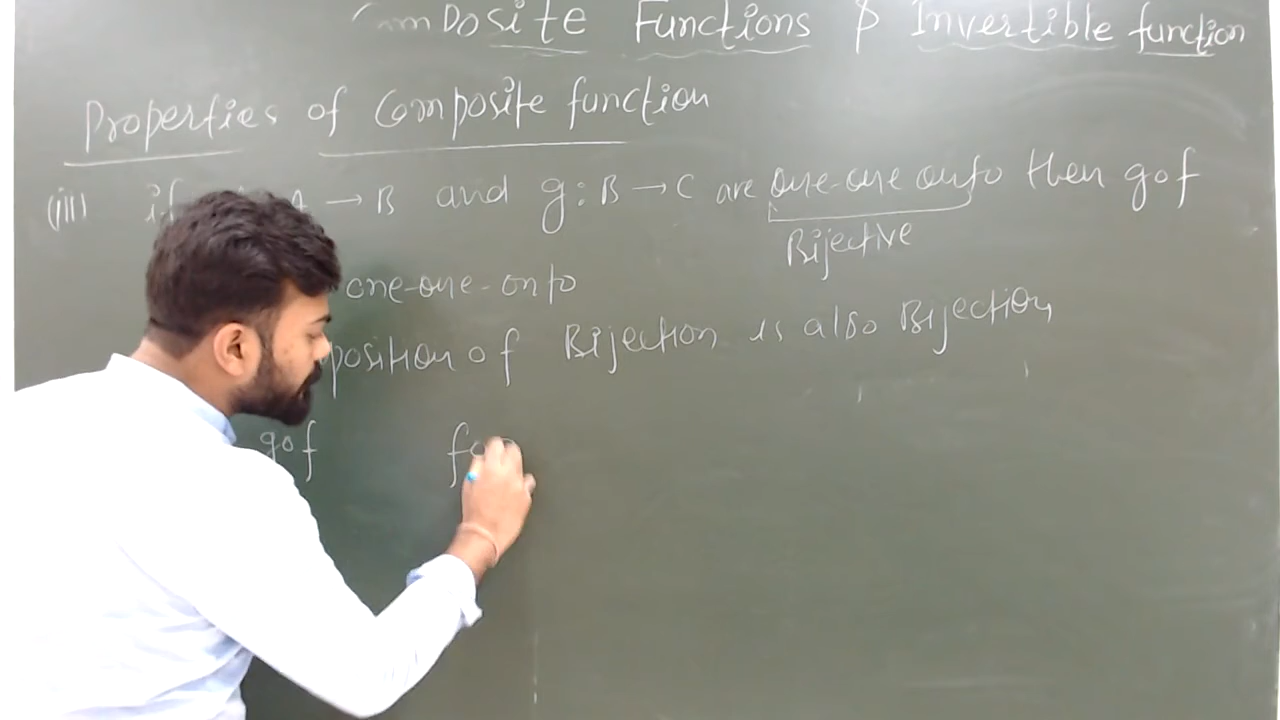 Composite Functions & Invertible function
Properties of Composite function
(iii) if A → B and g: B → C are one-one onto then gof
Bijective
one-one-onto
position of Bijection is also Bijection
gof fo